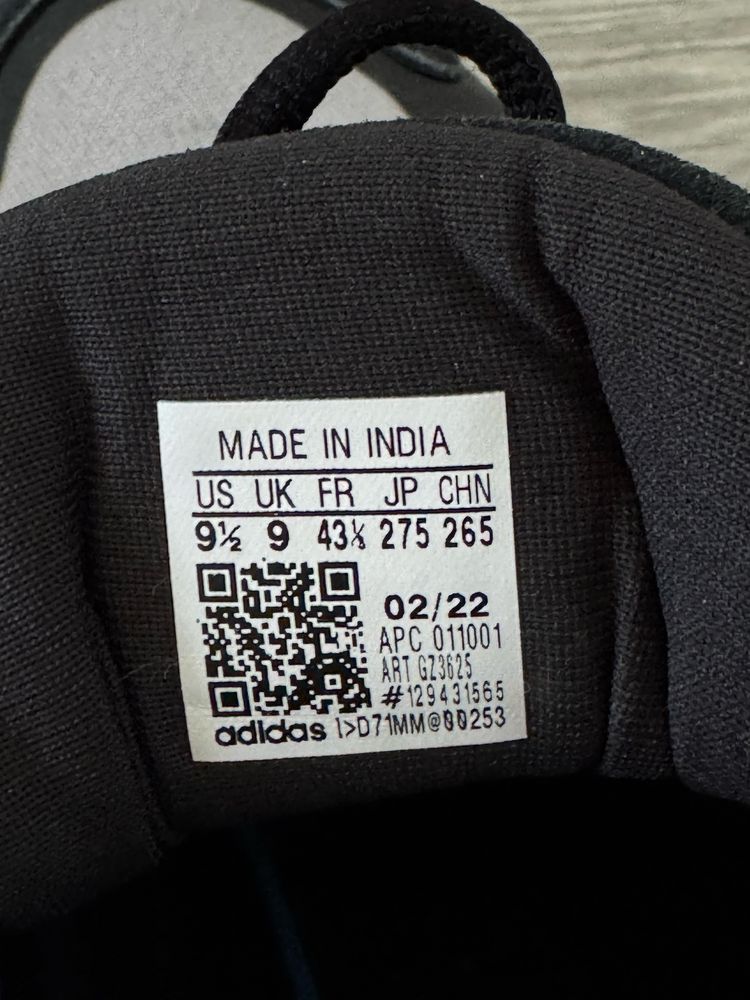 MADE IN INDIA
US UK FR JP CHN
9½ 9 43⅓ 275 265
02/22
APC 011001
ART GZ3625
#129431565
adidas 1>D71MM@00253